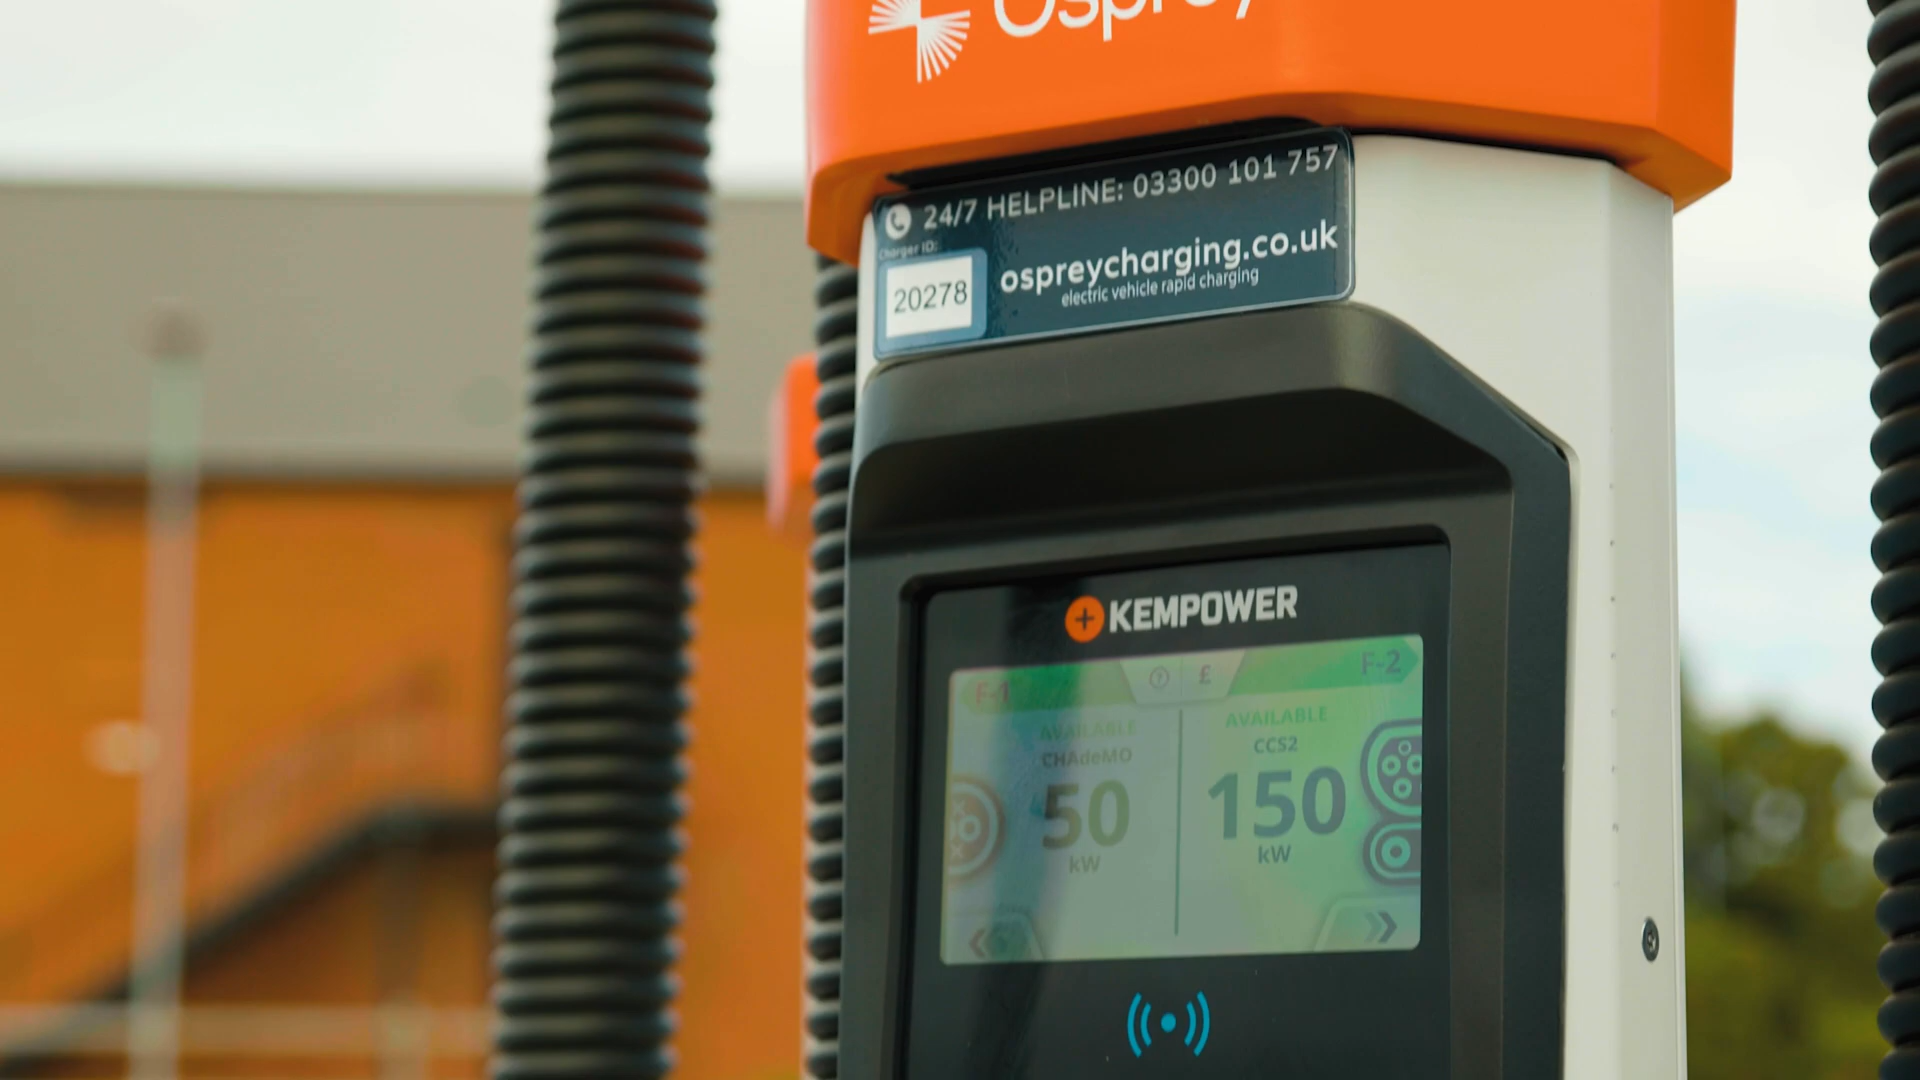 Osprey
24/7 HELPLINE: 03300 101 757
Charger ID:
20278
ospreycharging.co.uk
electric vehicle rapid charging
KEMPOWER
F-1
£
F-2
AVAILABLE
CHAdeMO
50
kW
AVAILABLE
CCS2
150
kW